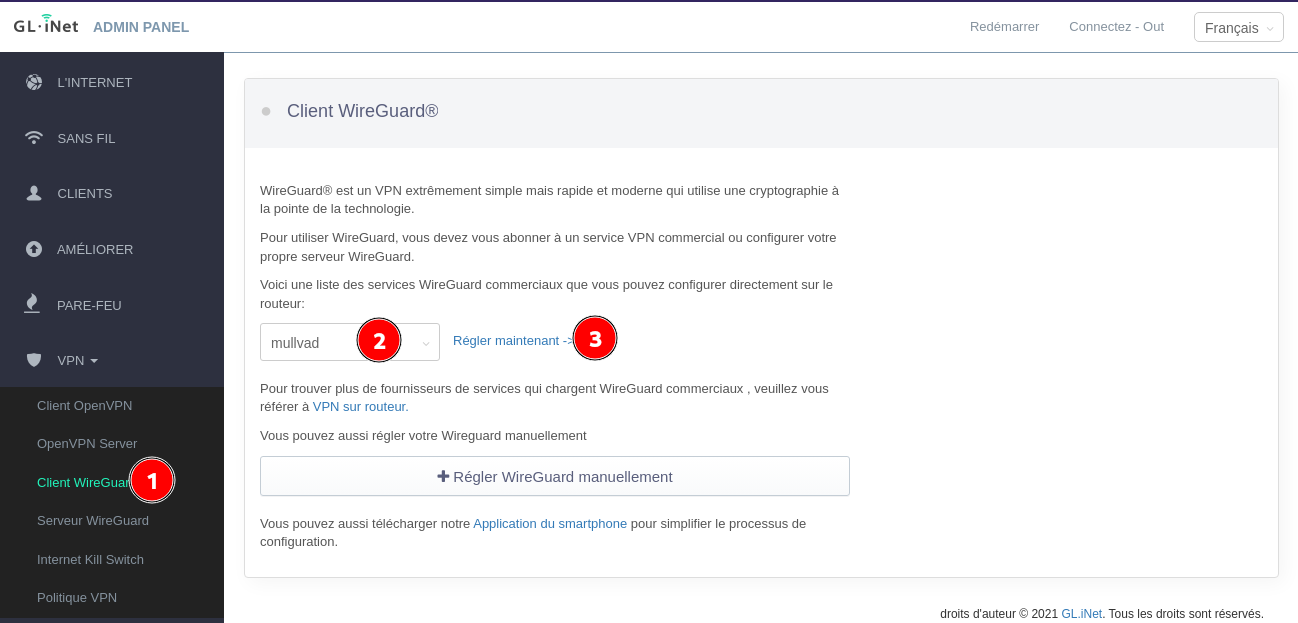 GL·iNet ADMIN PANEL
Redémarrer Connectez - Out Français
L'INTERNET
SANS FIL
CLIENTS
AMÉLIORER
PARE-FEU
VPN
Client OpenVPN
OpenVPN Server
Client WireGuar
1
Serveur WireGuard
Internet Kill Switch
Politique VPN
Client WireGuard®
WireGuard® est un VPN extrêmement simple mais rapide et moderne qui utilise une cryptographie à
la pointe de la technologie.
Pour utiliser WireGuard, vous devez vous abonner à un service VPN commercial ou configurer votre
propre serveur WireGuard.
Voici une liste des services WireGuard commerciaux que vous pouvez configurer directement sur le
routeur:
mullvad 2 Régler maintenant -> 3
Pour trouver plus de fournisseurs de services qui chargent WireGuard commerciaux , veuillez vous
référer à VPN sur routeur.
Vous pouvez aussi régler votre Wireguard manuellement
Régler WireGuard manuellement
Vous pouvez aussi télécharger notre Application du smartphone pour simplifier le processus de
configuration.
droits d'auteur © 2021 GL.iNet. Tous les droits sont réservés.